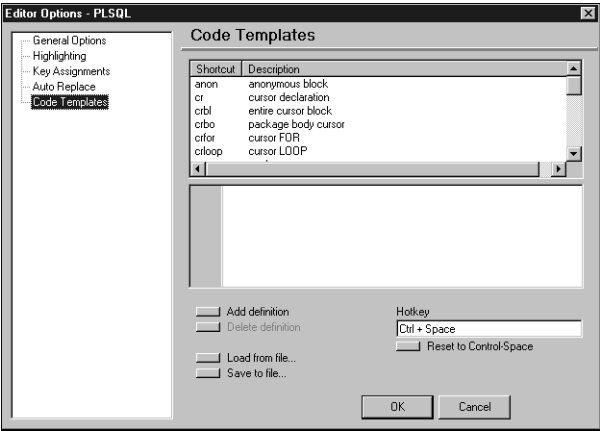 Editor Options - PLSQL
General Options
Highlighting
Key Assignments
Auto Replace
Code Templates
Code Templates
Shortcut Description
anon anonymous block
cr cursor declaration
crbl entire cursor block
crbo package body cursor
crfor cursor FOR
crloop cursor LOOP
Add definition
Delete definition
Load from file...
Save to file...
Hotkey
Ctrl + Space
Reset to Control-Space
OK Cancel